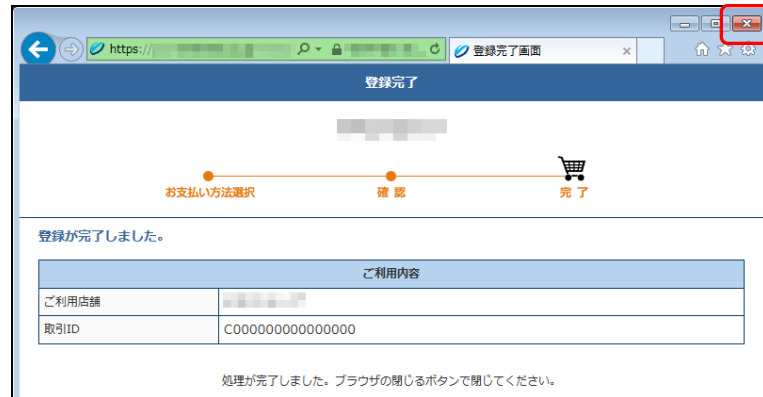 https://
登録完了画面
登録完了
お支払い方法選択
確 認
完 了
登録が完了しました。
ご利用内容
ご利用店舗
取引ID C000000000000000
処理が完了しました。ブラウザの閉じるボタンで閉じてください。